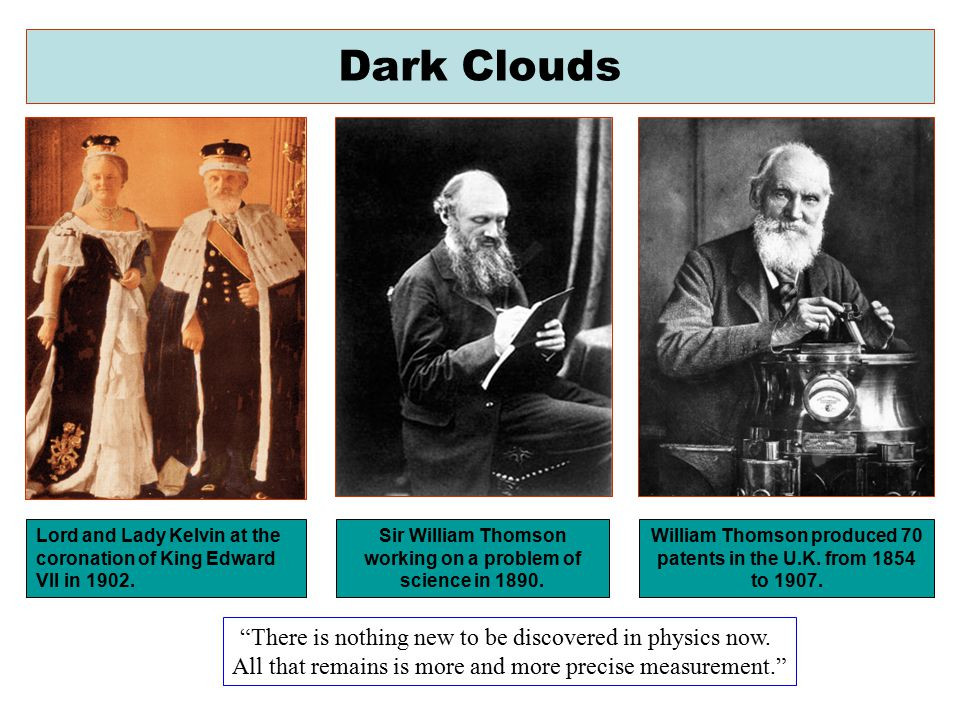 Dark Clouds
Lord and Lady Kelvin at the
coronation of King Edward
VII in 1902.
Sir William Thomson
working on a problem of
science in 1890.
William Thomson produced 70
patents in the U.K. from 1854
to 1907.
“There is nothing new to be discovered in physics now.
All that remains is more and more precise measurement.”